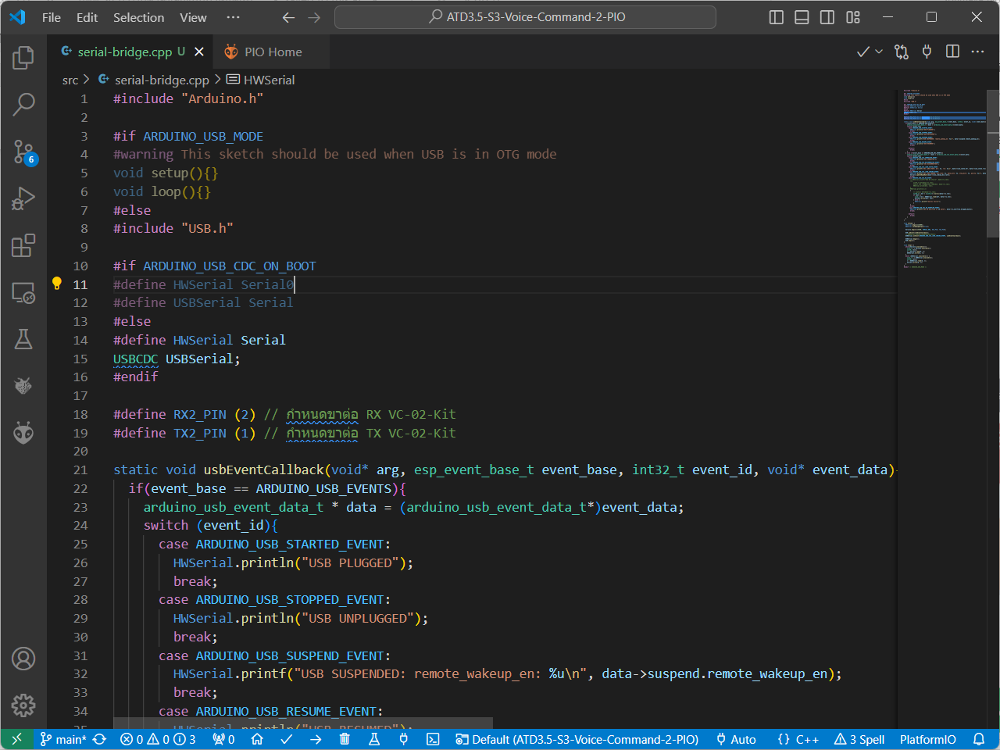 File Edit Selection View ··· ATD3.5-S3-Voice-Command-2-PIO
serial-bridge.cpp U PIO Home
src > serial-bridge.cpp > HWSerial
1 #include "Arduino.h"
2
3 #if ARDUINO_USB_MODE
4 #warning This sketch should be used when USB is in OTG mode
5 void setup(){}
6 void loop(){}
7 #else
8 #include "USB.h"
9
10 #if ARDUINO_USB_CDC_ON_BOOT
11 #define HWSerial Serial0
12 #define USBSerial Serial
13 #else
14 #define HWSerial Serial
15 USBCDC USBSerial;
16 #endif
17
18 #define RX2_PIN (2) // กำหนดขาต่อ RX VC-02-Kit
19 #define TX2_PIN (1) // กำหนดขาต่อ TX VC-02-Kit
20
21 static void usbEventCallback(void* arg, esp_event_base_t event_base, int32_t event_id, void* event_data)
22 if(event_base == ARDUINO_USB_EVENTS){
23 arduino_usb_event_data_t * data = (arduino_usb_event_data_t*)event_data;
24 switch (event_id){
25 case ARDUINO_USB_STARTED_EVENT:
26 HWSerial.println("USB PLUGGED");
27 break;
28 case ARDUINO_USB_STOPPED_EVENT:
29 HWSerial.println("USB UNPLUGGED");
30 break;
31 case ARDUINO_USB_SUSPEND_EVENT:
32 HWSerial.printf("USB SUSPENDED: remote_wakeup_en: %u\n", data->suspend.remote_wakeup_en);
33 break;
34 case ARDUINO_USB_RESUME_EVENT:
6
main* 0 0 3 0 Default (ATD3.5-S3-Voice-Command-2-PIO) Auto {} C++ 3 Spell PlatformIO